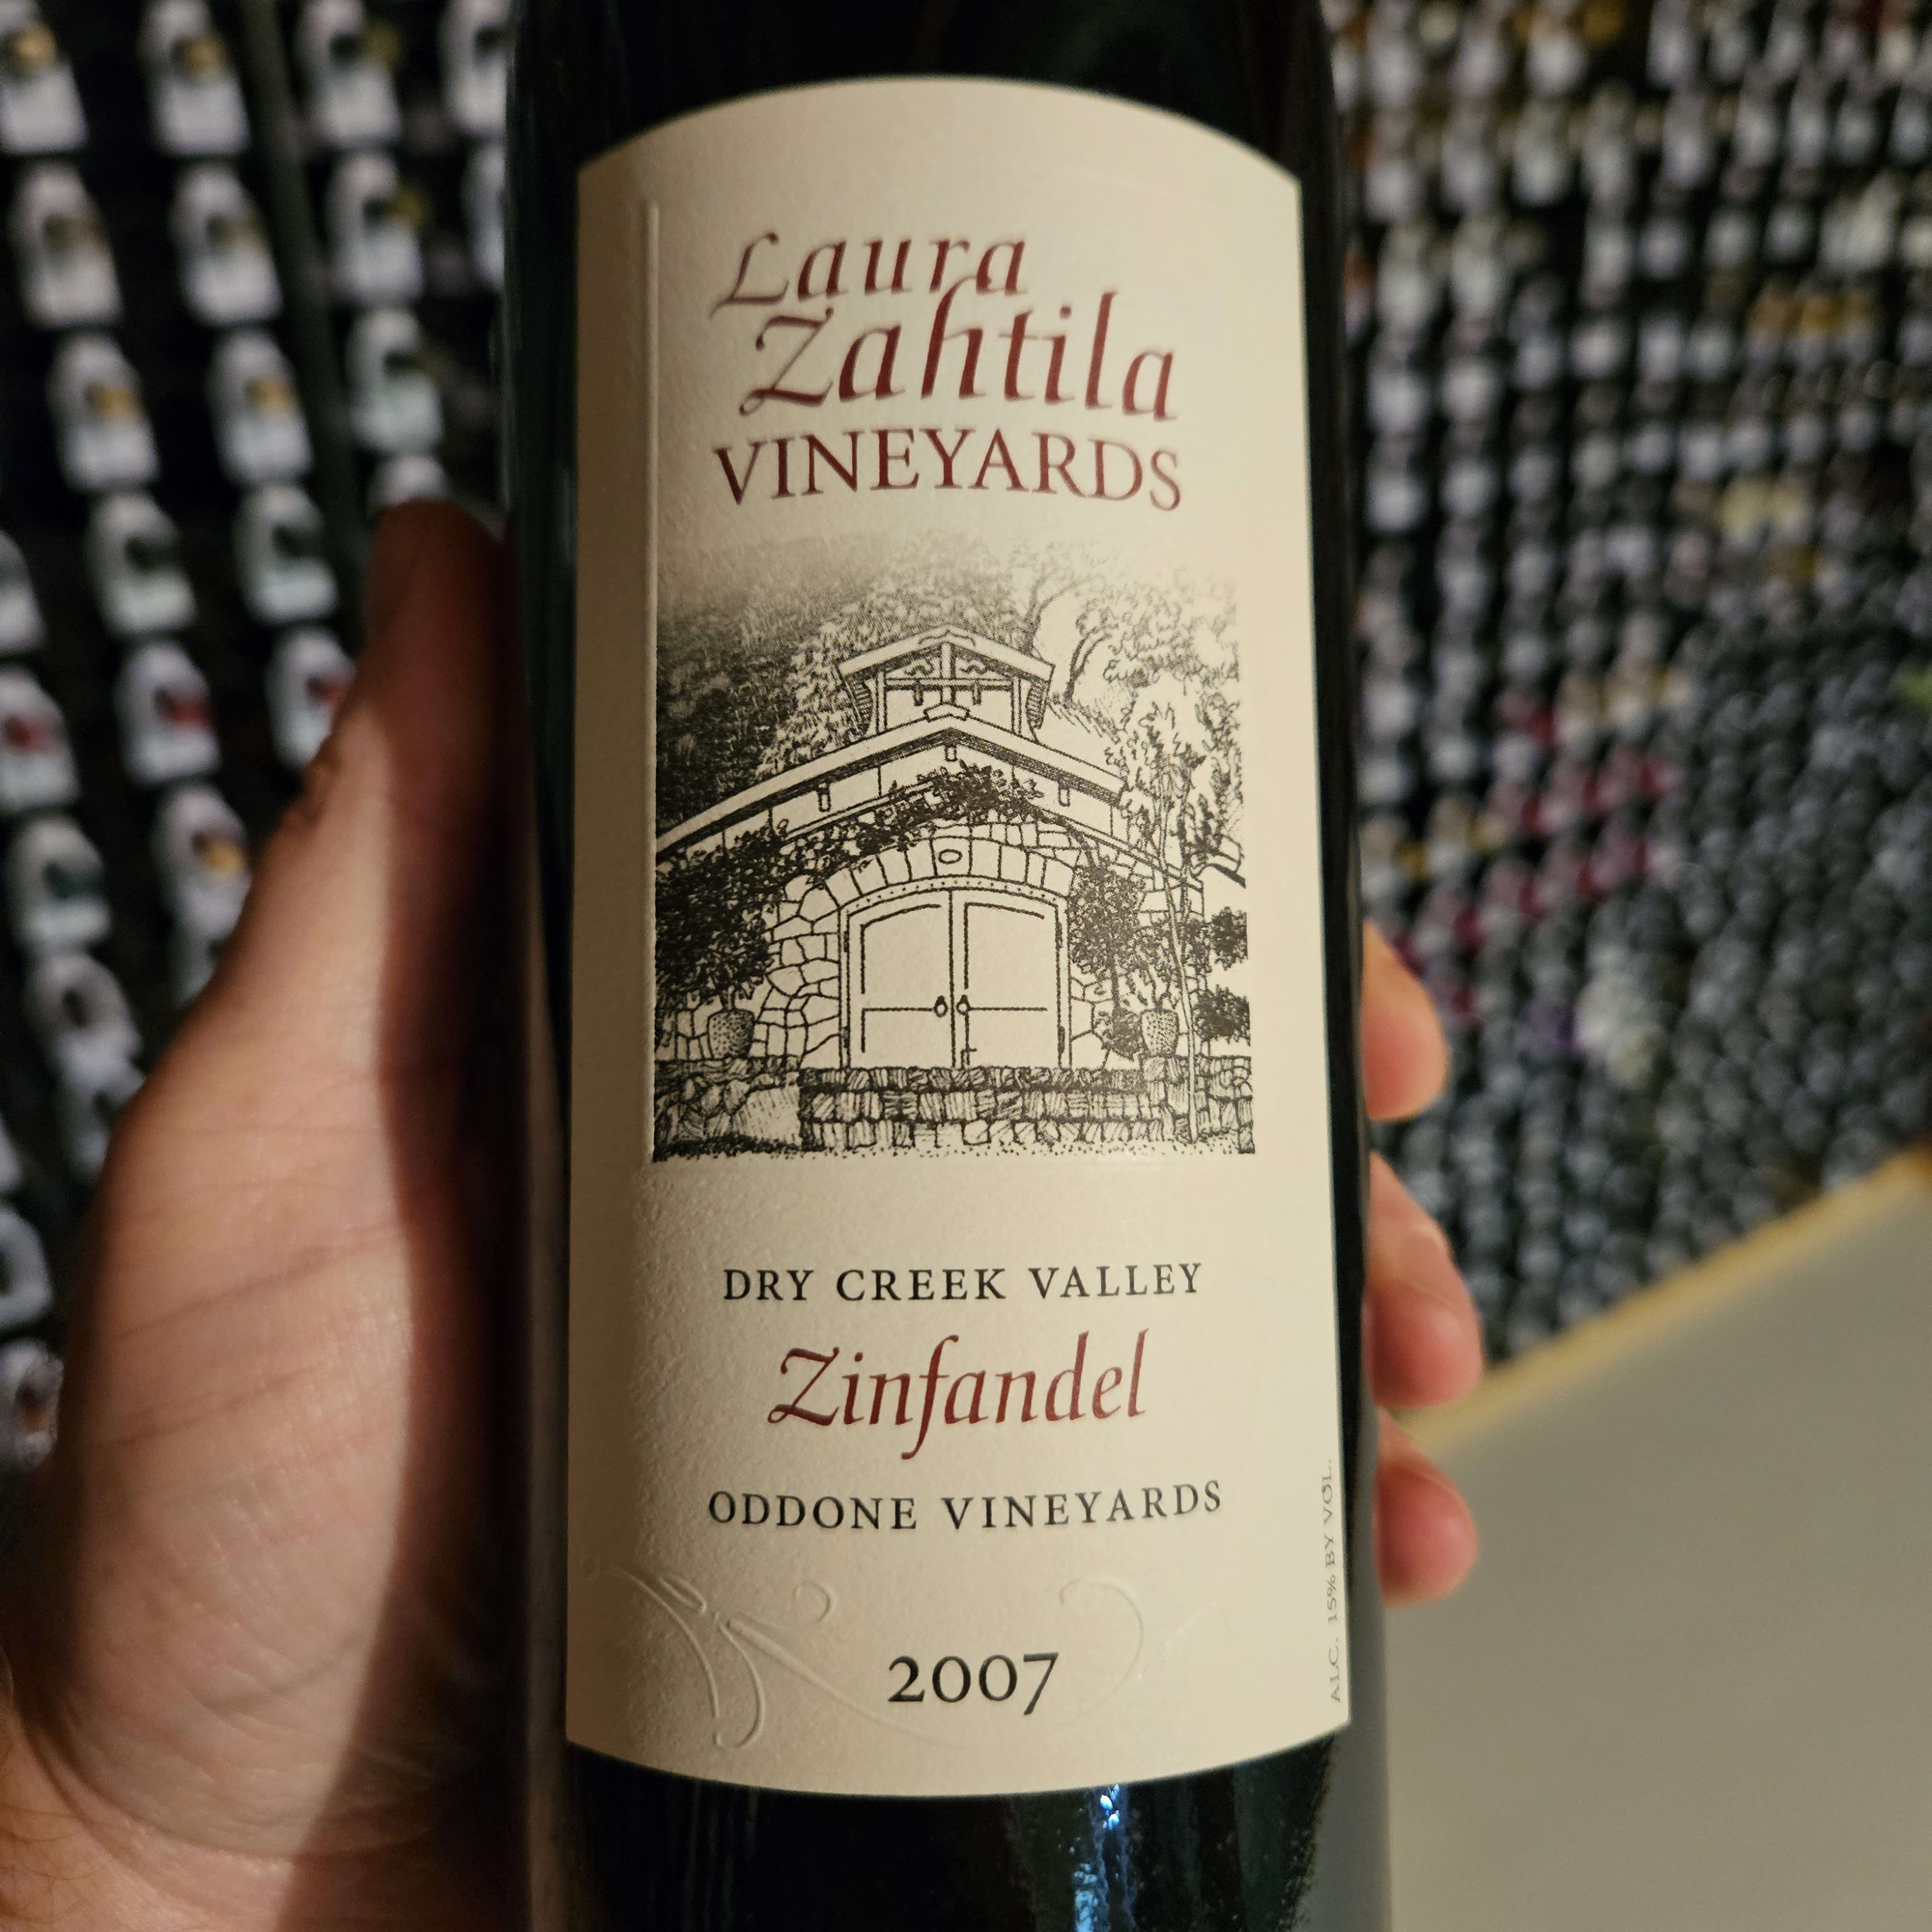 Laura
Zahtila
VINEYARDS
DRY CREEK VALLEY
Zinfandel
ODDONE VINEYARDS
2007
ALC. 15% BY VOL.